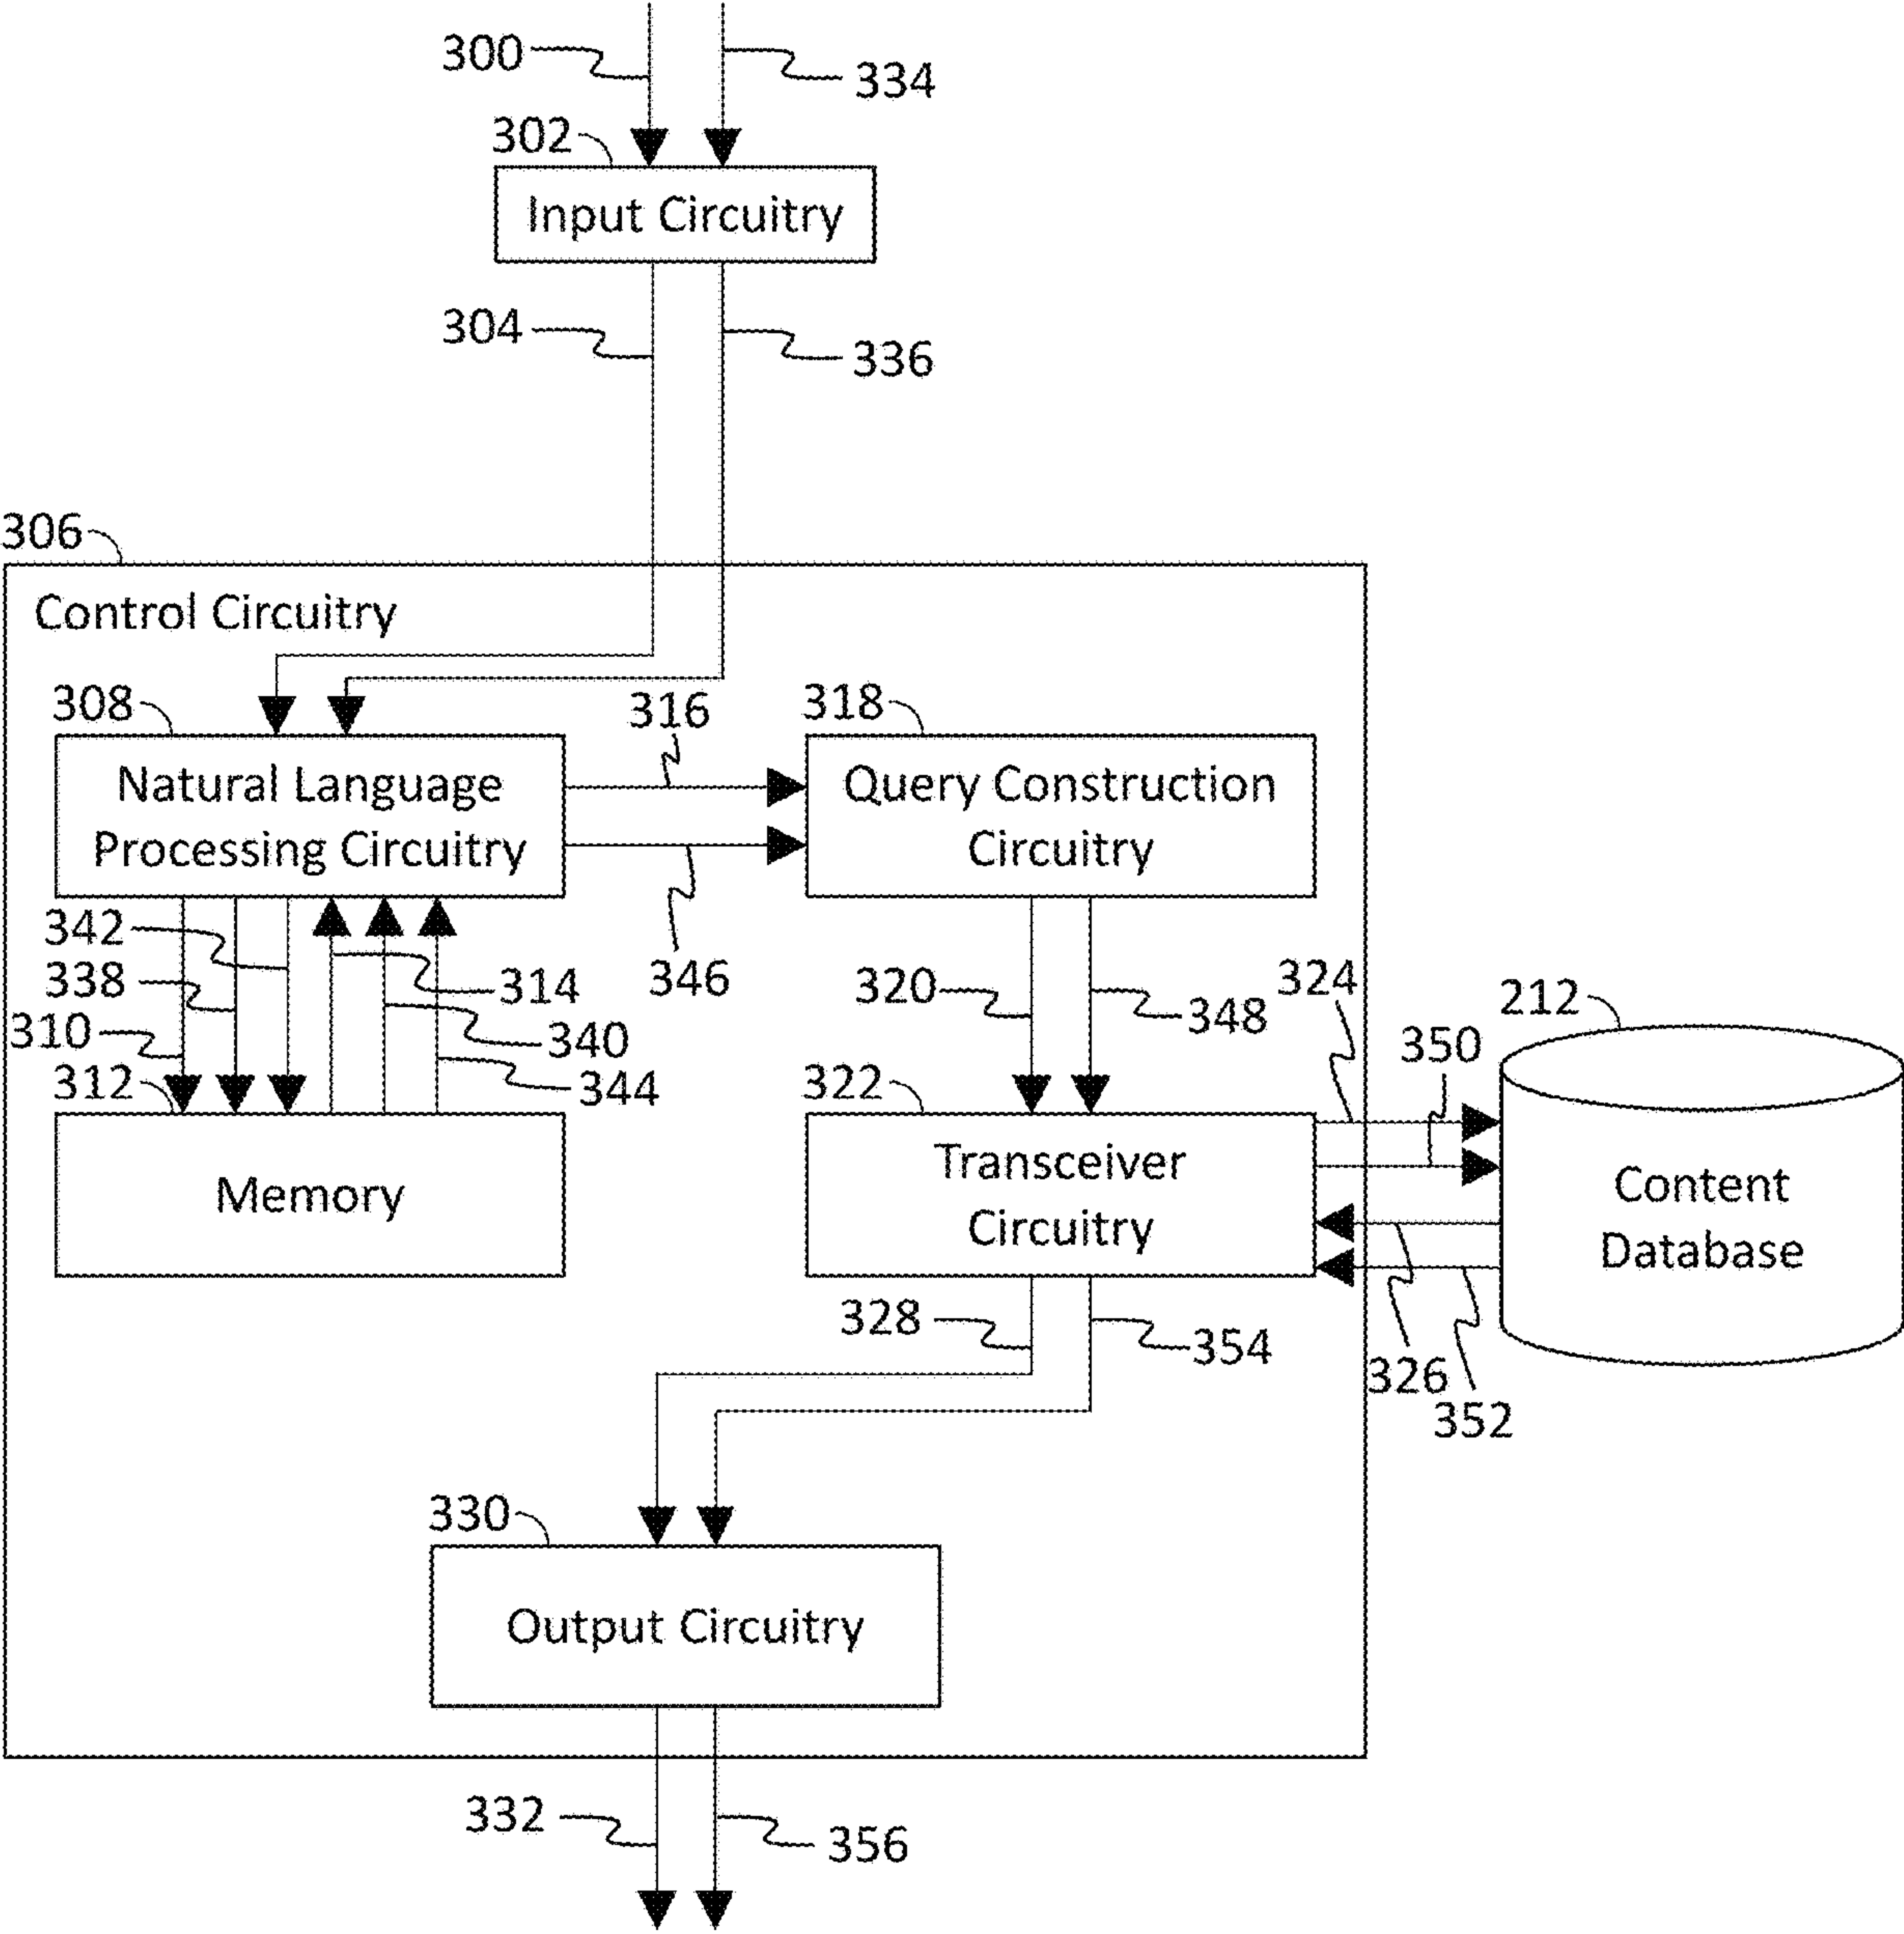 300
334
302
Input Circuitry
304
336
306
Control Circuitry
308
316
318
Natural Language
Processing Circuitry
Query Construction
Circuitry
342
338
310
312
314
340
344
346
320
348
324
350
212
322
Memory
Transceiver
Circuitry
Content
Database
328
354
326
352
330
Output Circuitry
332
356